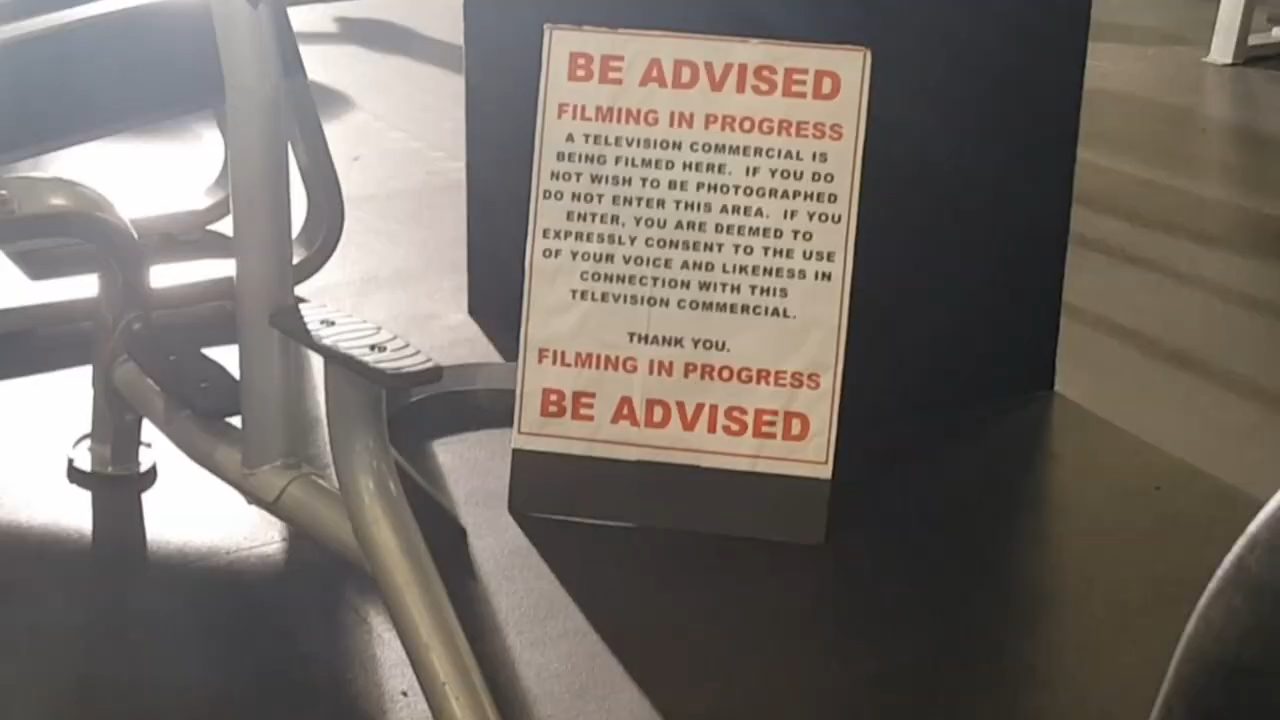 BE ADVISED
FILMING IN PROGRESS
A TELEVISION COMMERCIAL IS
BEING FILMED HERE. IF YOU DO
NOT WISH TO BE PHOTOGRAPHED
DO NOT ENTER THIS AREA. IF YOU
ENTER, YOU ARE DEEMED TO
EXPRESSLY CONSENT TO THE USE
OF YOUR VOICE AND LIKENESS IN
CONNECTION WITH THIS
TELEVISION COMMERCIAL.
THANK YOU.
FILMING IN PROGRESS
BE ADVISED